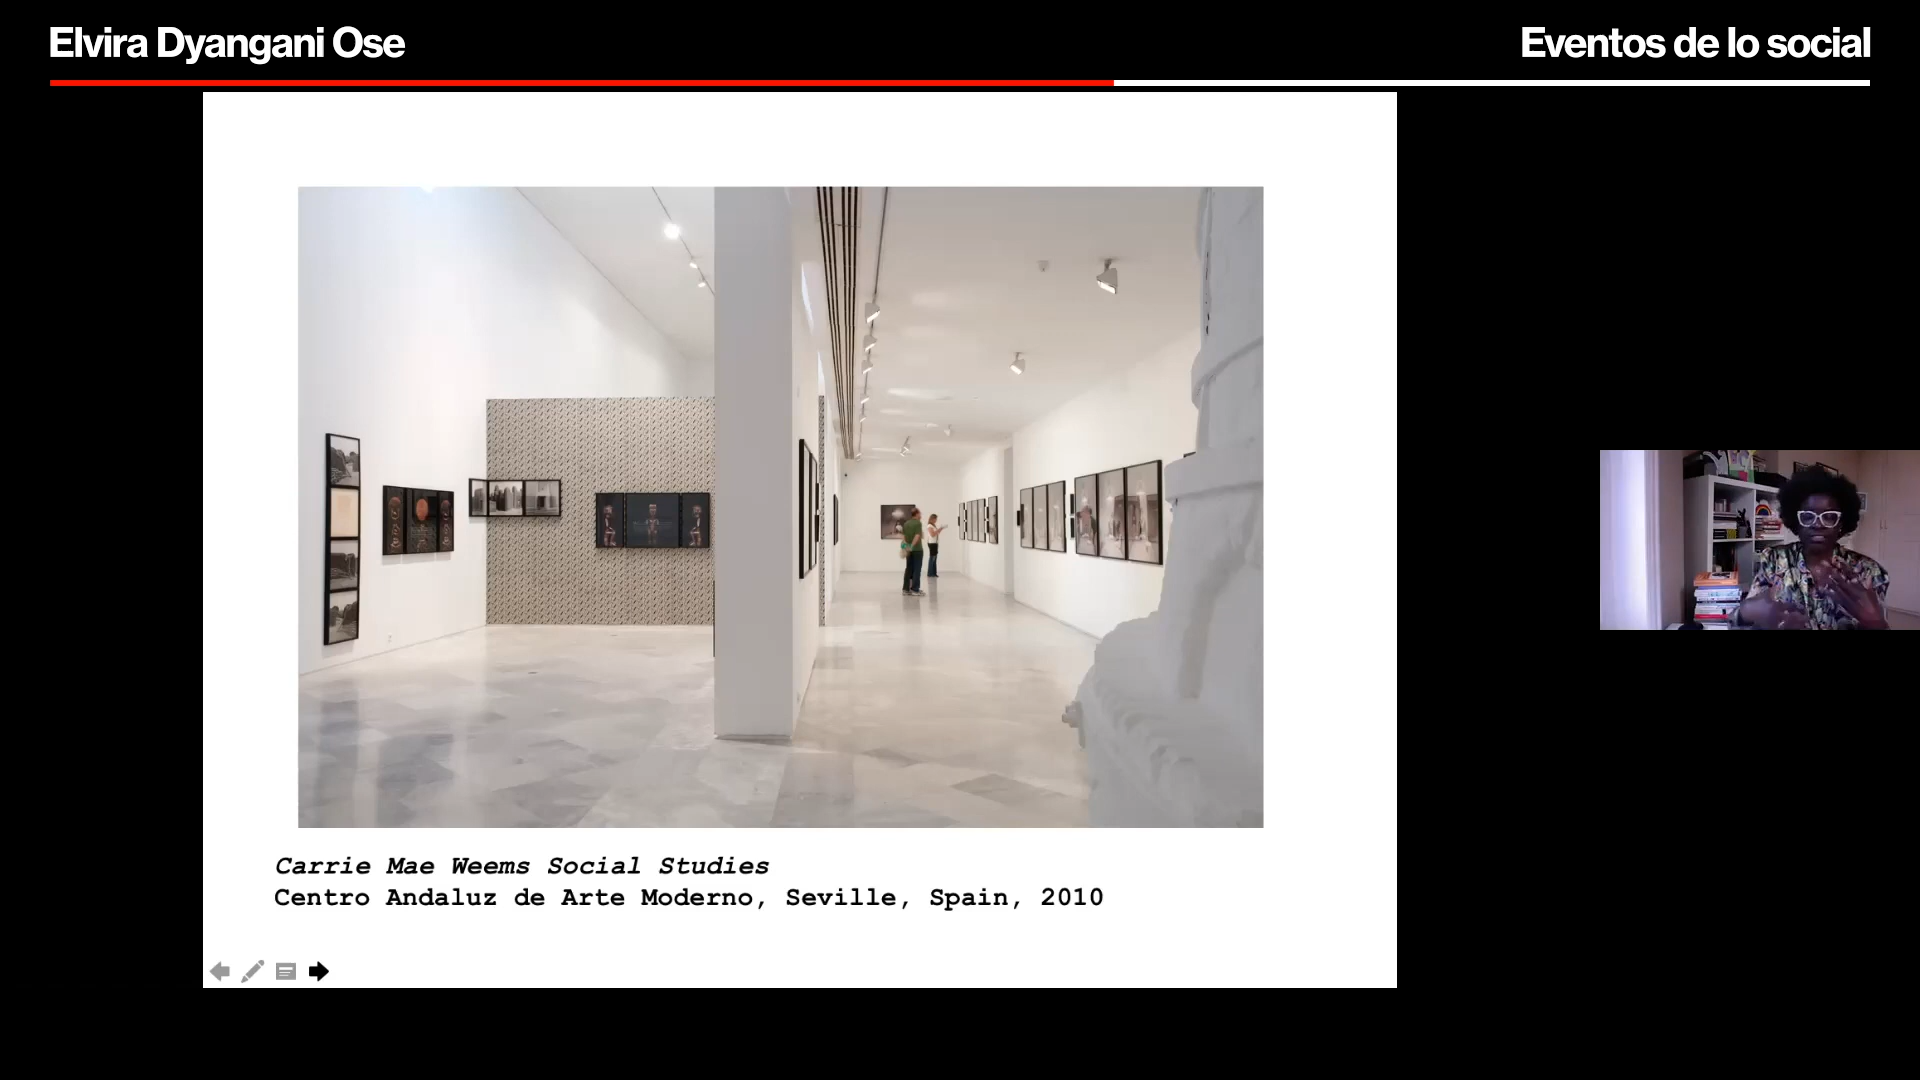 Elvira Dyangani Ose
Eventos de lo social
Carrie Mae Weems Social Studies
Centro Andaluz de Arte Moderno, Seville, Spain, 2010